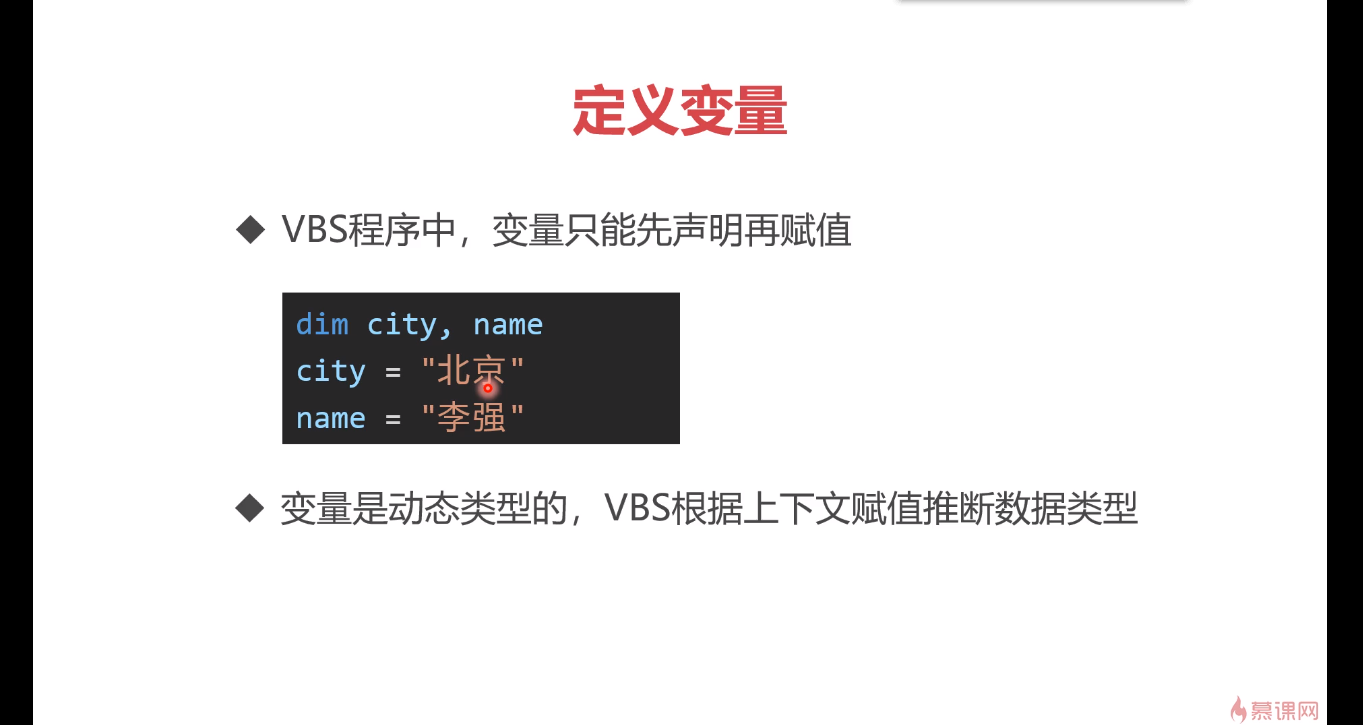 定义变量
◆ VBS程序中，变量只能先声明再赋值
dim city, name
city = "北京"
name = "李强"
◆ 变量是动态类型的，VBS根据上下文赋值推断数据类型
慕课网